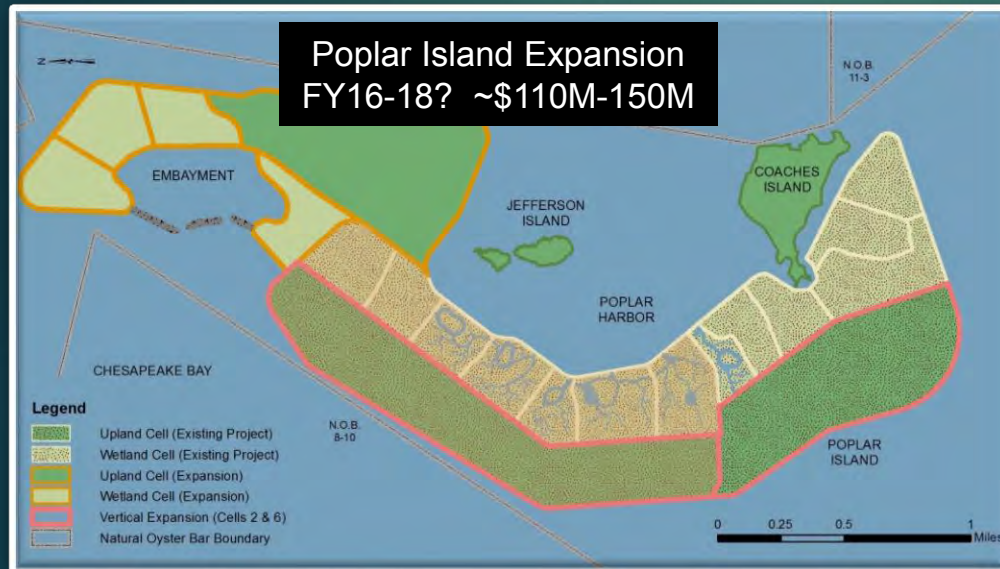 Poplar Island Expansion
FY16-18? ~$110M-150M
Z
N.O.B.
11-3
EMBAYMENT
COACHES
ISLAND
JEFFERSON
ISLAND
POPLAR
HARBOR
CHESAPEAKE BAY
N.O.B.
8-10
POPLAR
ISLAND
Legend
Upland Cell (Existing Project)
Wetland Cell (Existing Project)
Upland Cell (Expansion)
Wetland Cell (Expansion)
Vertical Expansion (Cells 2 & 6)
Natural Oyster Bar Boundary
0 0.25 0.5 1
Miles